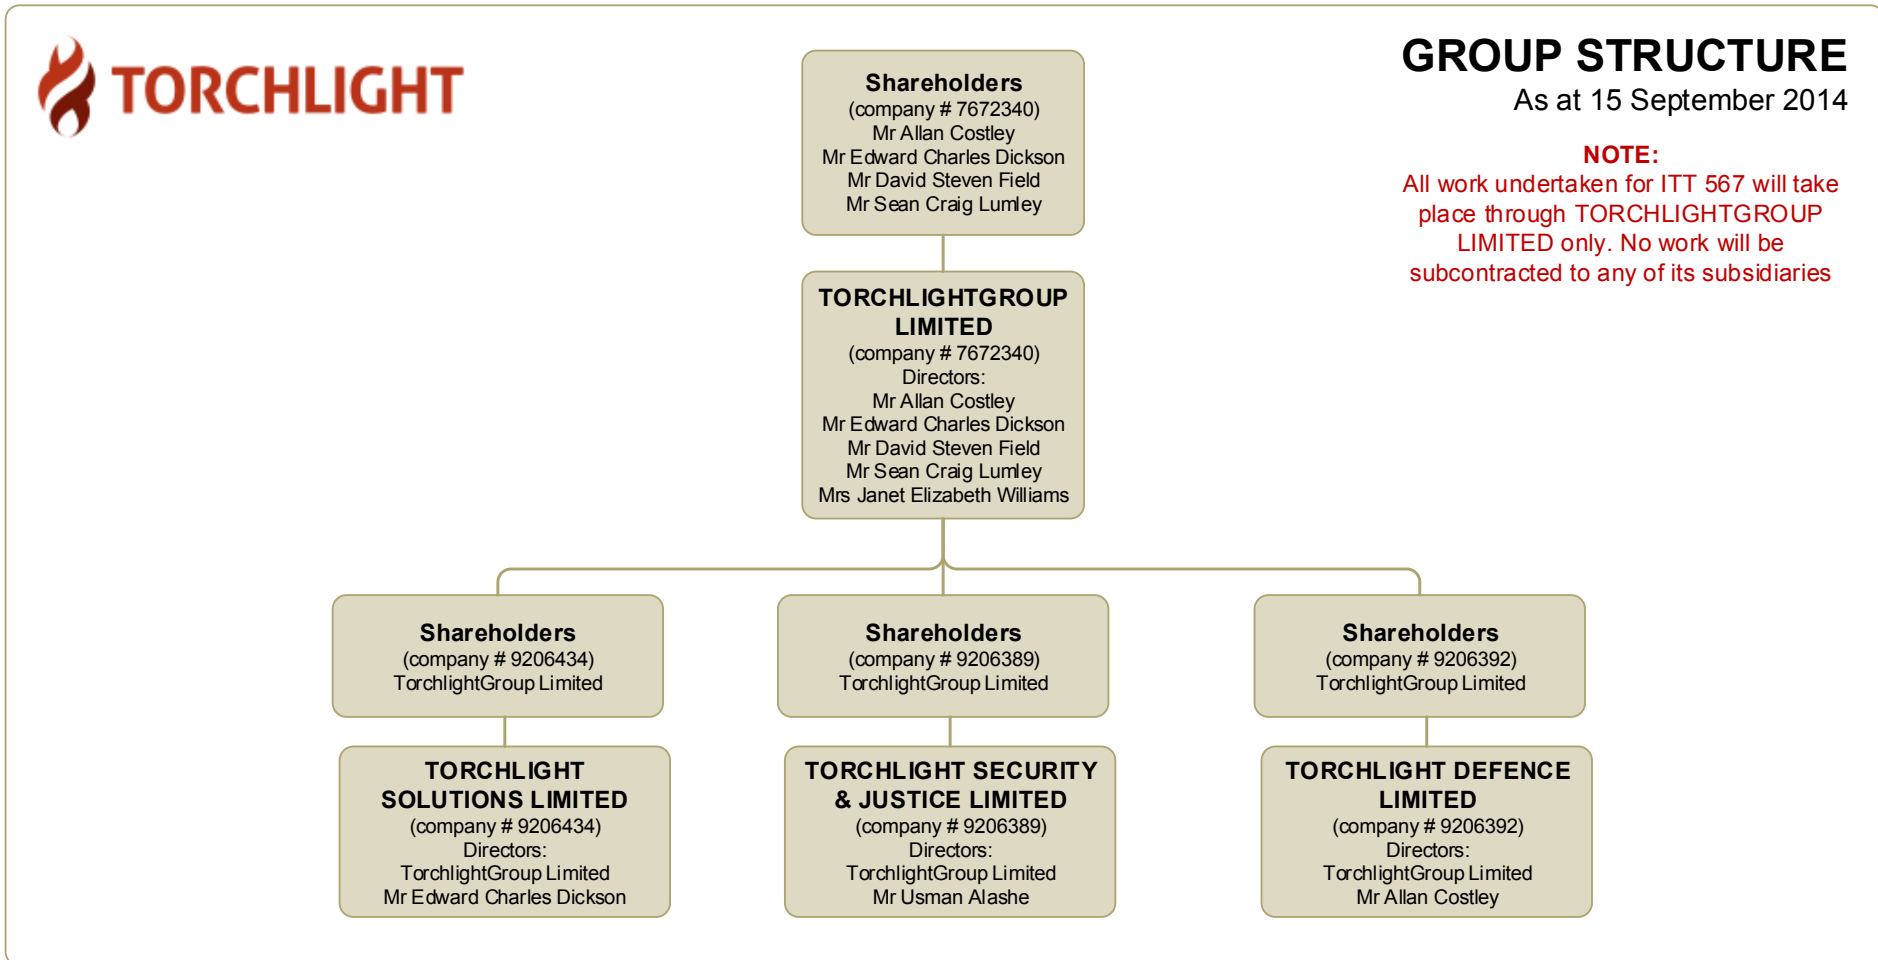 TORCHLIGHT
GROUP STRUCTURE
As at 15 September 2014
NOTE:
All work undertaken for ITT 567 will take
place through TORCHLIGHTGROUP
LIMITED only. No work will be
subcontracted to any of its subsidiaries
Shareholders
(company # 7672340)
Mr Allan Costley
Mr Edward Charles Dickson
Mr David Steven Field
Mr Sean Craig Lumley
TORCHLIGHTGROUP
LIMITED
(company # 7672340)
Directors:
Mr Allan Costley
Mr Edward Charles Dickson
Mr David Steven Field
Mr Sean Craig Lumley
Mrs Janet Elizabeth Williams
Shareholders
(company # 9206434)
TorchlightGroup Limited
Shareholders
(company # 9206389)
TorchlightGroup Limited
Shareholders
(company # 9206392)
TorchlightGroup Limited
TORCHLIGHT
SOLUTIONS LIMITED
(company # 9206434)
Directors:
TorchlightGroup Limited
Mr Edward Charles Dickson
TORCHLIGHT SECURITY
& JUSTICE LIMITED
(company # 9206389)
Directors:
TorchlightGroup Limited
Mr Usman Alashe
TORCHLIGHT DEFENCE
LIMITED
(company # 9206392)
Directors:
TorchlightGroup Limited
Mr Allan Costley